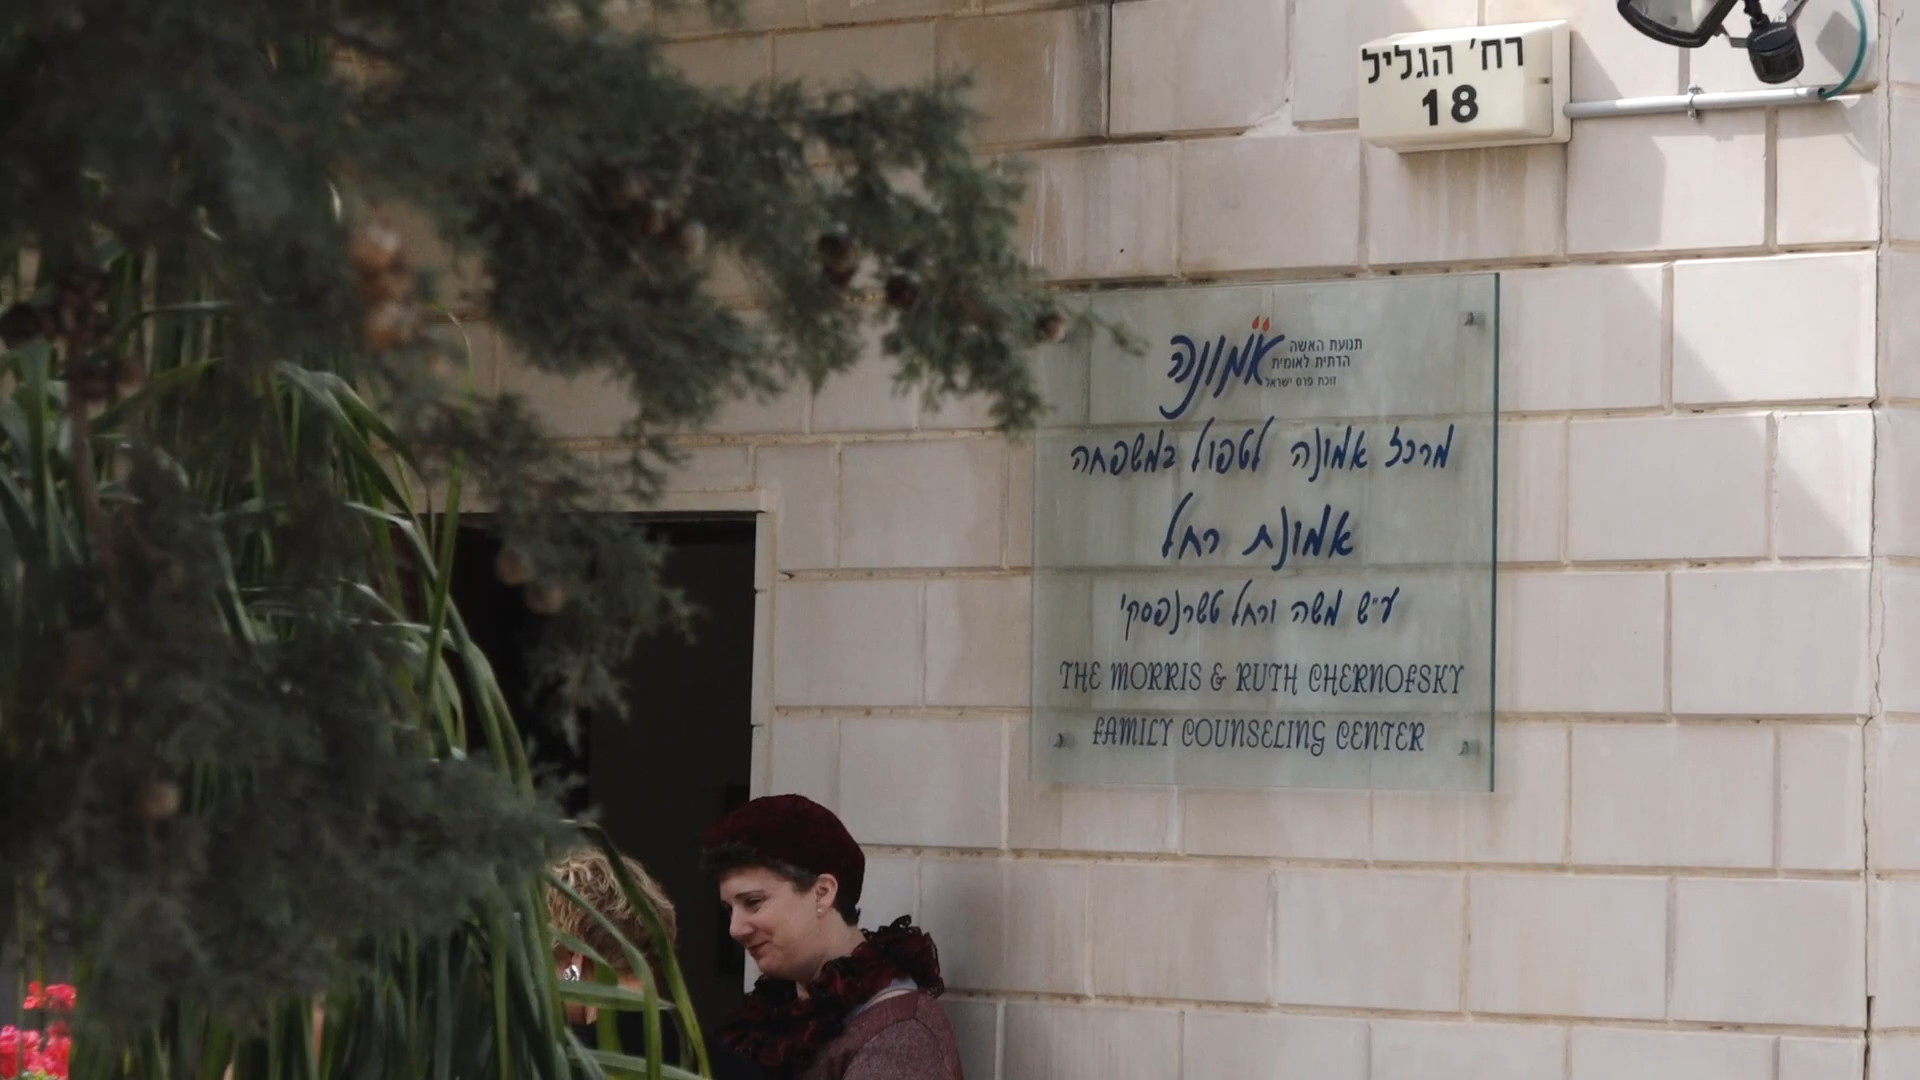 רח' הגליל
18
אמונה
תנועת האשה
הדתית לאומית
זוכת פרס ישראל
מרכז אמונה לטפול במשפחה
אמונת רחל
ע"ש משה ורחל טשרנפסקי
THE MORRIS & RUTH CHERNOFSKY
FAMILY COUNSELING CENTER